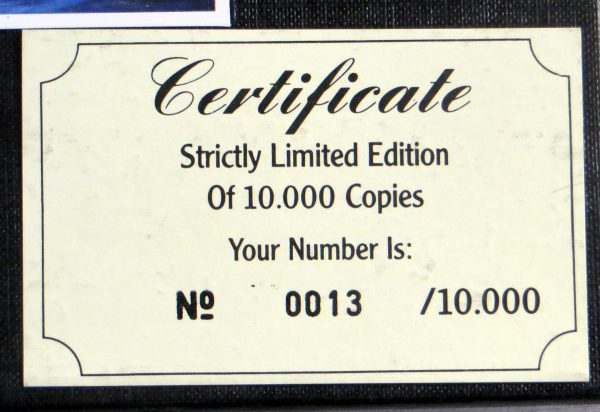 Certificate
Strictly Limited Edition
Of 10.000 Copies
Your Number Is:
Nº 0013 /10.000